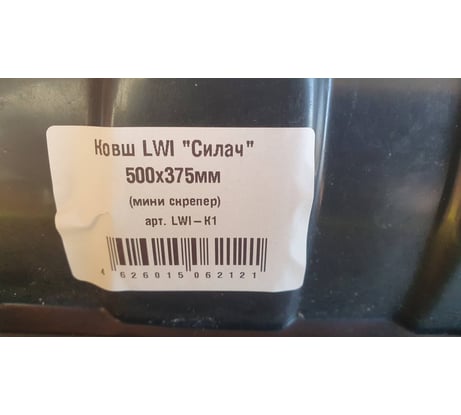 Ковш LWI "Силач"
500х375мм
(мини скрепер)
арт. LWI-К1
4 626015 062121